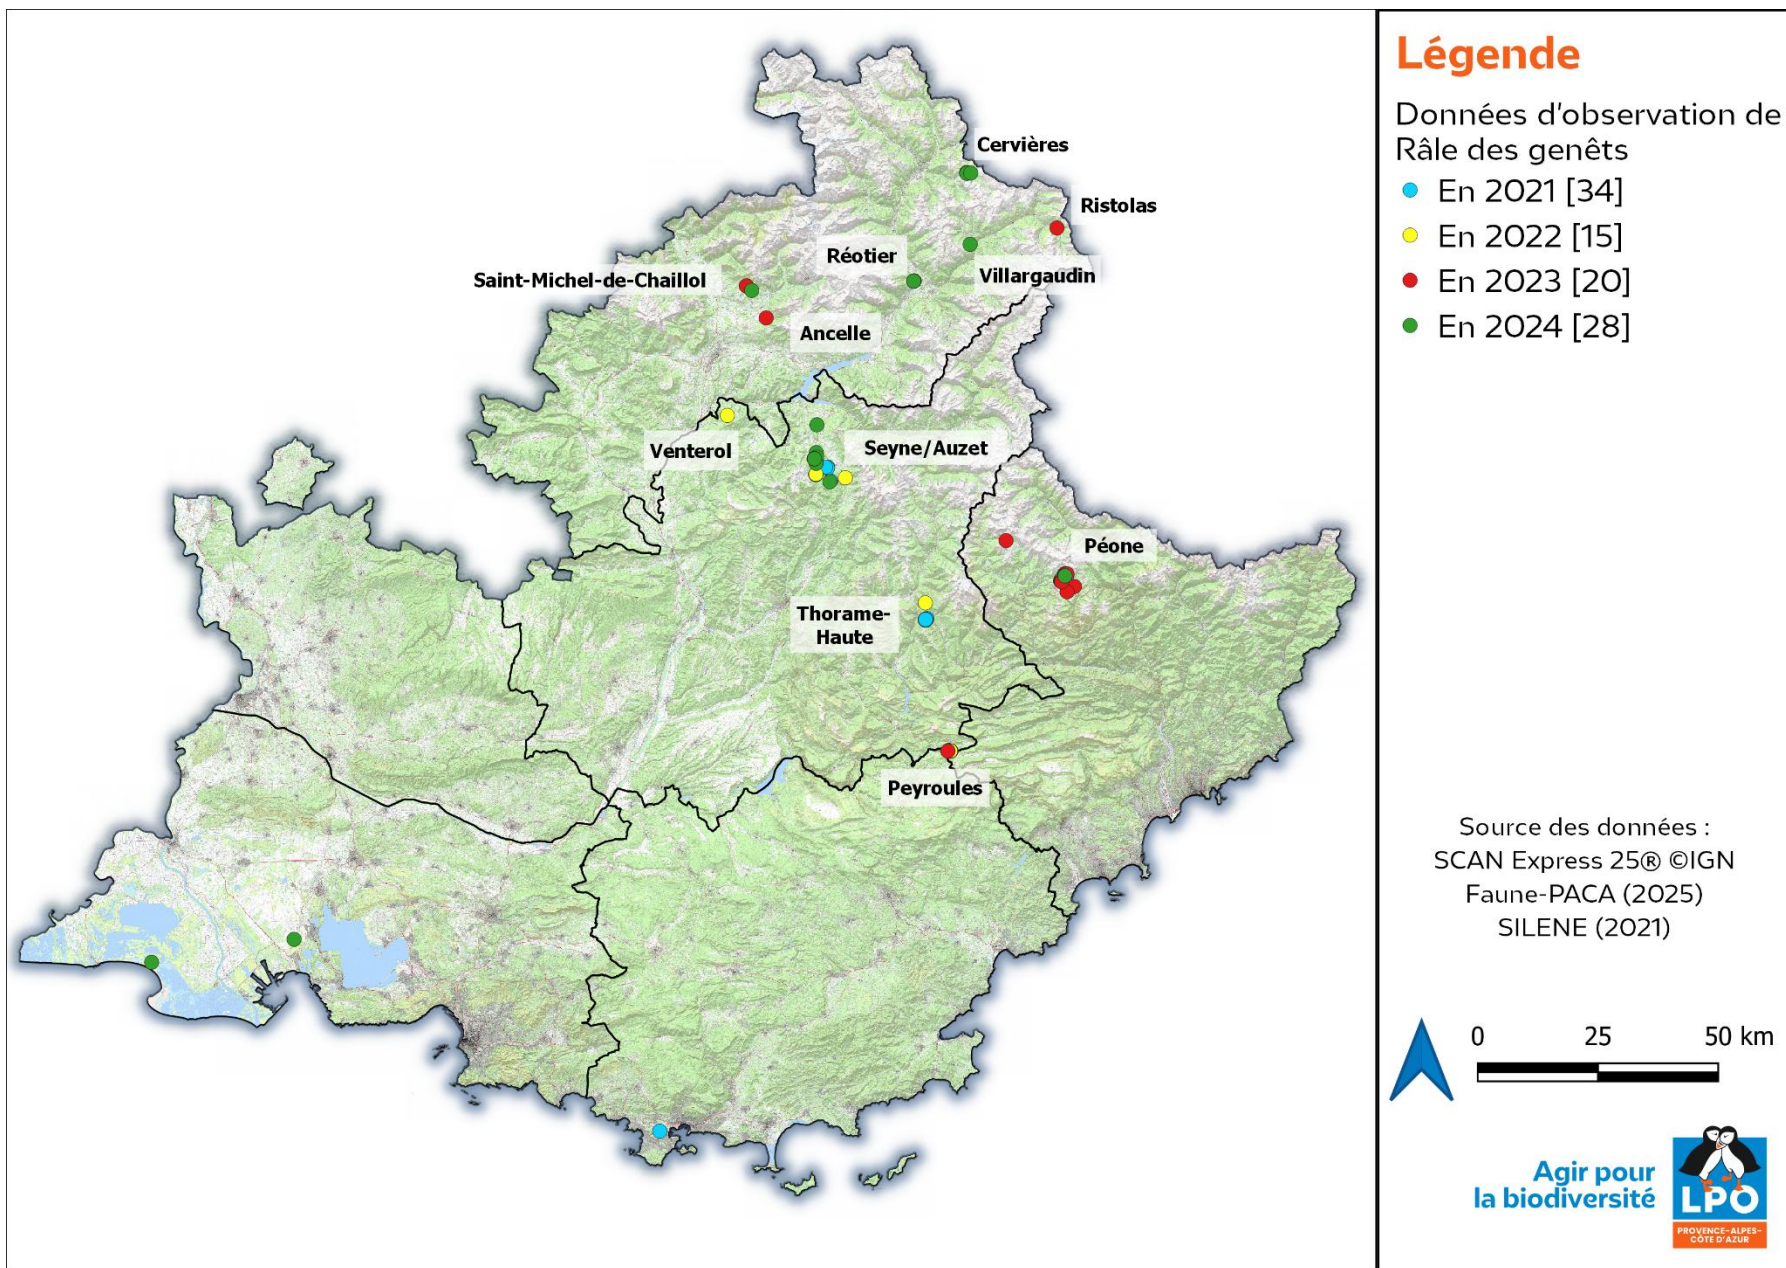 Cervières
Ristolas
Réotier
Saint-Michel-de-Chaillol
Villargaudin
Ancelle
Venterol
Seyne/Auzet
Péone
Thorame-
Haute
Peyroules
Légende
Données d'observation de
Râle des genêts
En 2021 [34]
En 2022 [15]
En 2023 [20]
En 2024 [28]
Source des données :
SCAN Express 25® ©IGN
Faune-PACA (2025)
SILENE (2021)
0 25 50 km
Agir pour
la biodiversité
LPO
PROVENCE-ALPES-
CÔTE D'AZUR